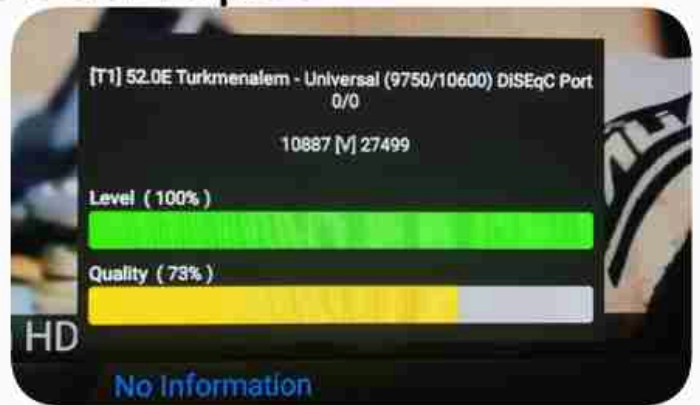 [T1] 52.0E Turkmenalem - Universal (9750/10600) DiSEqC Port
0/0
10887 [V] 27499
Level ( 100% )
Quality ( 73% )
HD
No Information